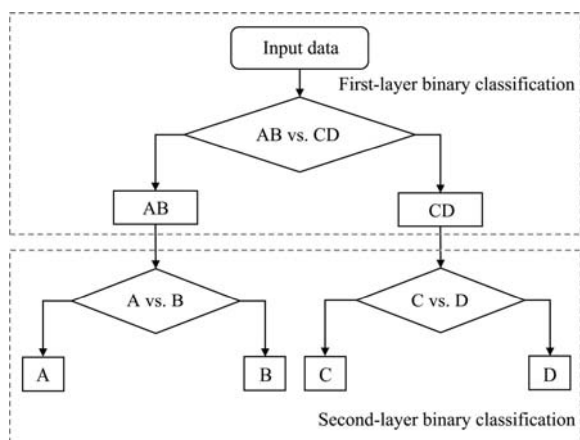 Input data
First-layer binary classification
AB vs. CD
AB
CD
A vs. B
C vs. D
A
B
C
D
Second-layer binary classification